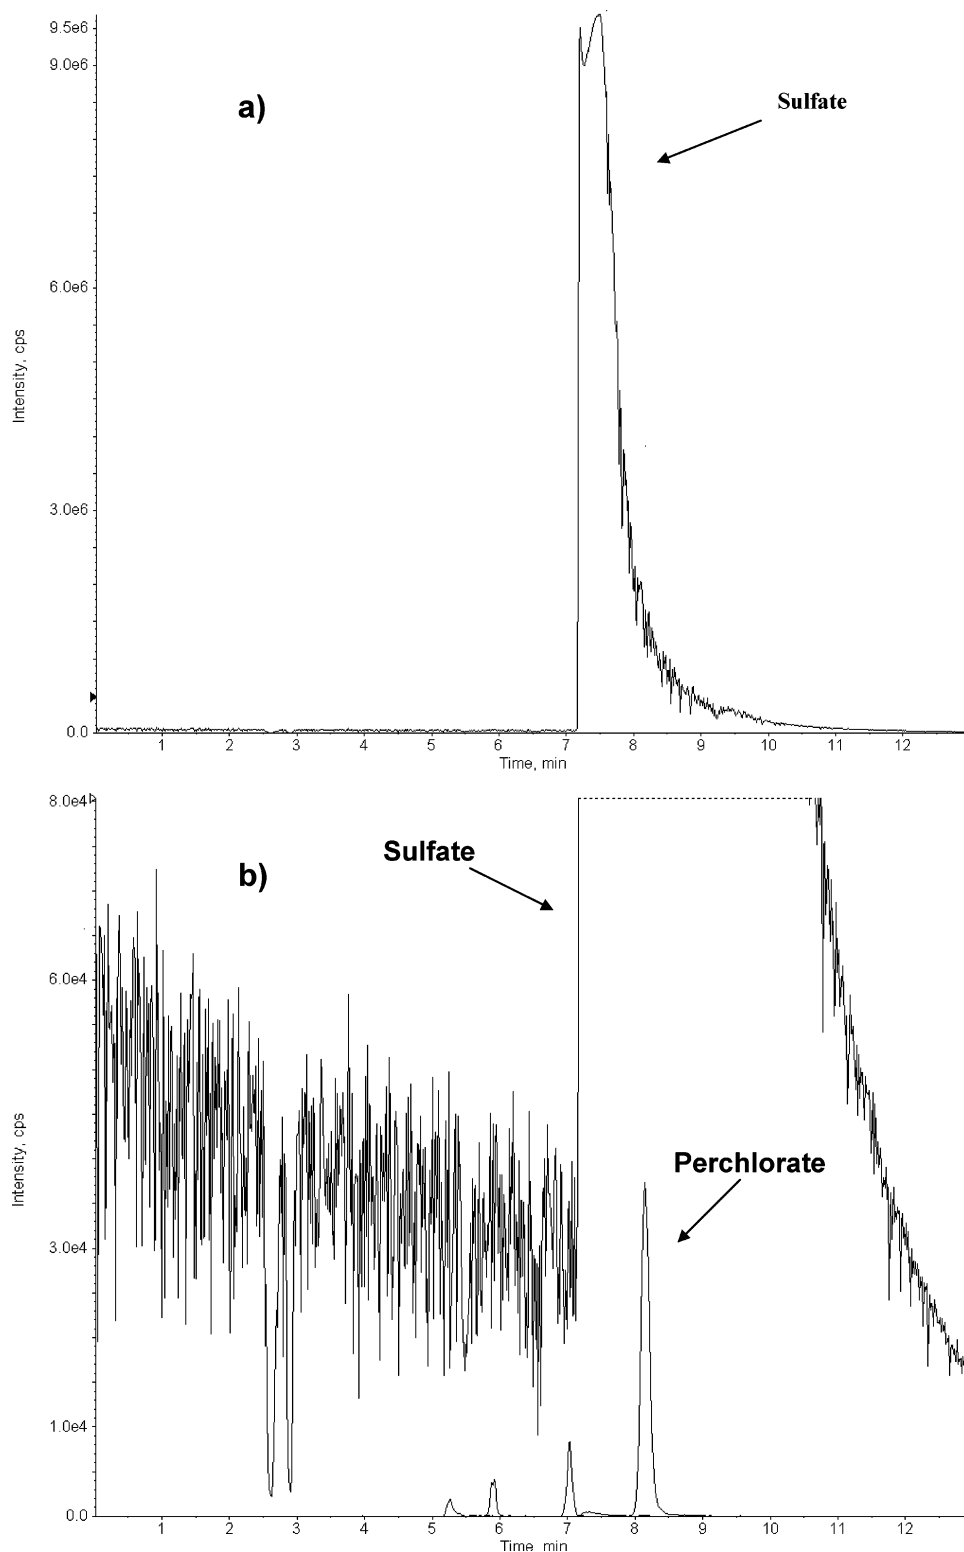 9.5e6
9.0e6
a)
Sulfate
6.0e6
Intensity, cps
3.0e6
0.0
1 2 3 4 5 6 7 8 9 10 11 12
Time, min
8.0e4
Sulfate
b)
6.0e4
Intensity, cps
Perchlorate
3.0e4
1.0e4
0.0
1 2 3 4 5 6 7 8 9 10 11 12
Time, min